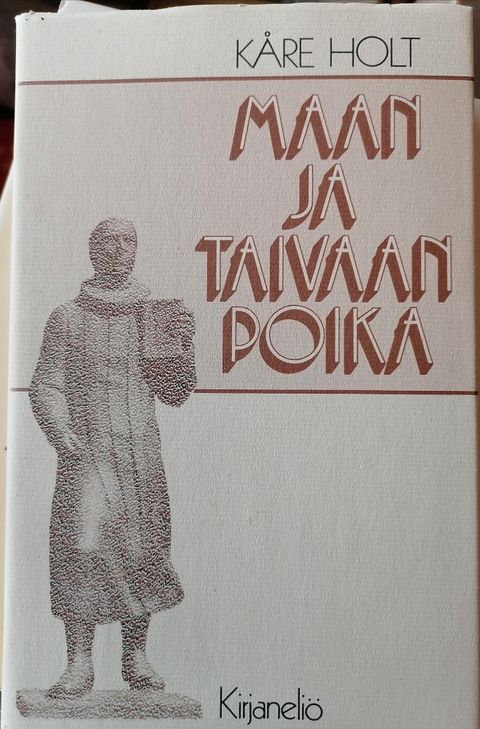 KÅRE HOLT
MAAN
JA
TAIVAAN
POIKA
Kirjaneliö